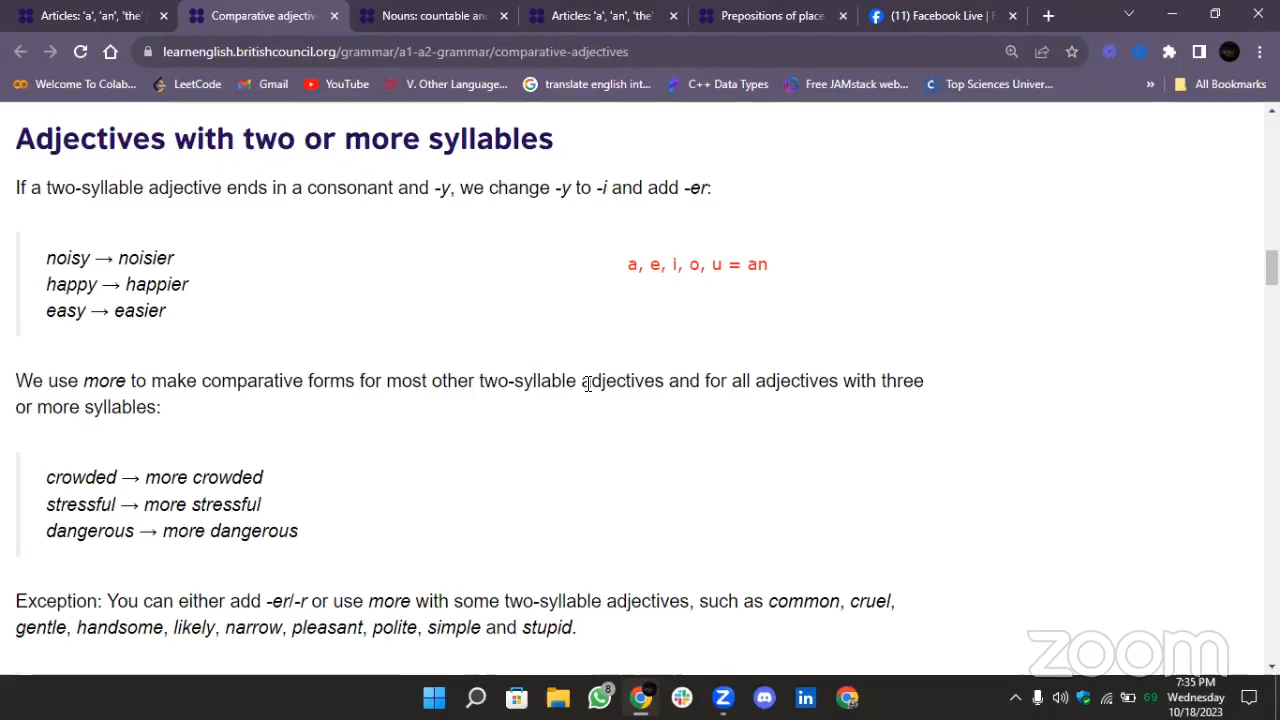 Articles: 'a', 'an', 'the'
Comparative adjectiv
Nouns: countable an
Articles: 'a', 'an', 'the'
Prepositions of place
(11) Facebook Live | F
learnenglish.britishcouncil.org/grammar/a1-a2-grammar/comparative-adjectives
Welcome To Colab...
LeetCode
Gmail
YouTube
V. Other Language...
translate english int...
C++ Data Types
Free JAMstack web...
Top Sciences Univer...
»
All Bookmarks
Adjectives with two or more syllables
If a two-syllable adjective ends in a consonant and -y, we change -y to -i and add -er:
noisy → noisier
a, e, i, o, u = an
happy → happier
easy → easier
We use more to make comparative forms for most other two-syllable adjectives and for all adjectives with three
or more syllables:
crowded → more crowded
stressful → more stressful
dangerous → more dangerous
Exception: You can either add -er/-r or use more with some two-syllable adjectives, such as common, cruel,
gentle, handsome, likely, narrow, pleasant, polite, simple and stupid.
zoom
8
69
7:35 PM
Wednesday
10/18/2023